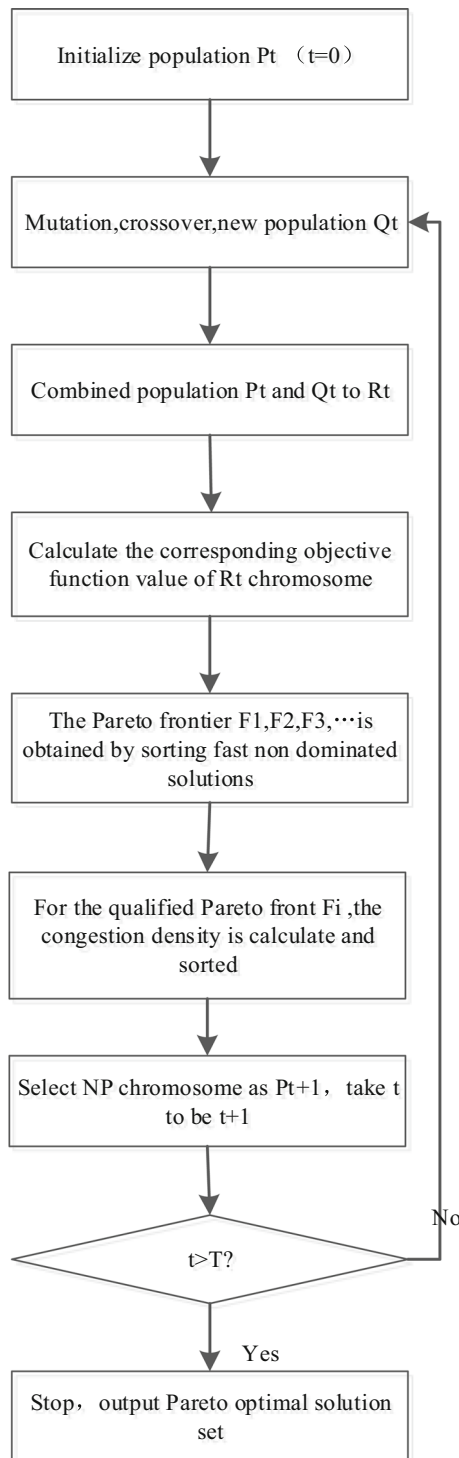 Initialize population Pt （t=0）
Mutation,crossover,new population Qt
Combined population Pt and Qt to Rt
Calculate the corresponding objective
function value of Rt chromosome
The Pareto frontier F1,F2,F3,⋯is
obtained by sorting fast non dominated
solutions
For the qualified Pareto front Fi ,the
congestion density is calculate and
sorted
Select NP chromosome as Pt+1，take t
to be t+1
No
t>T?
Yes
Stop，output Pareto optimal solution
set